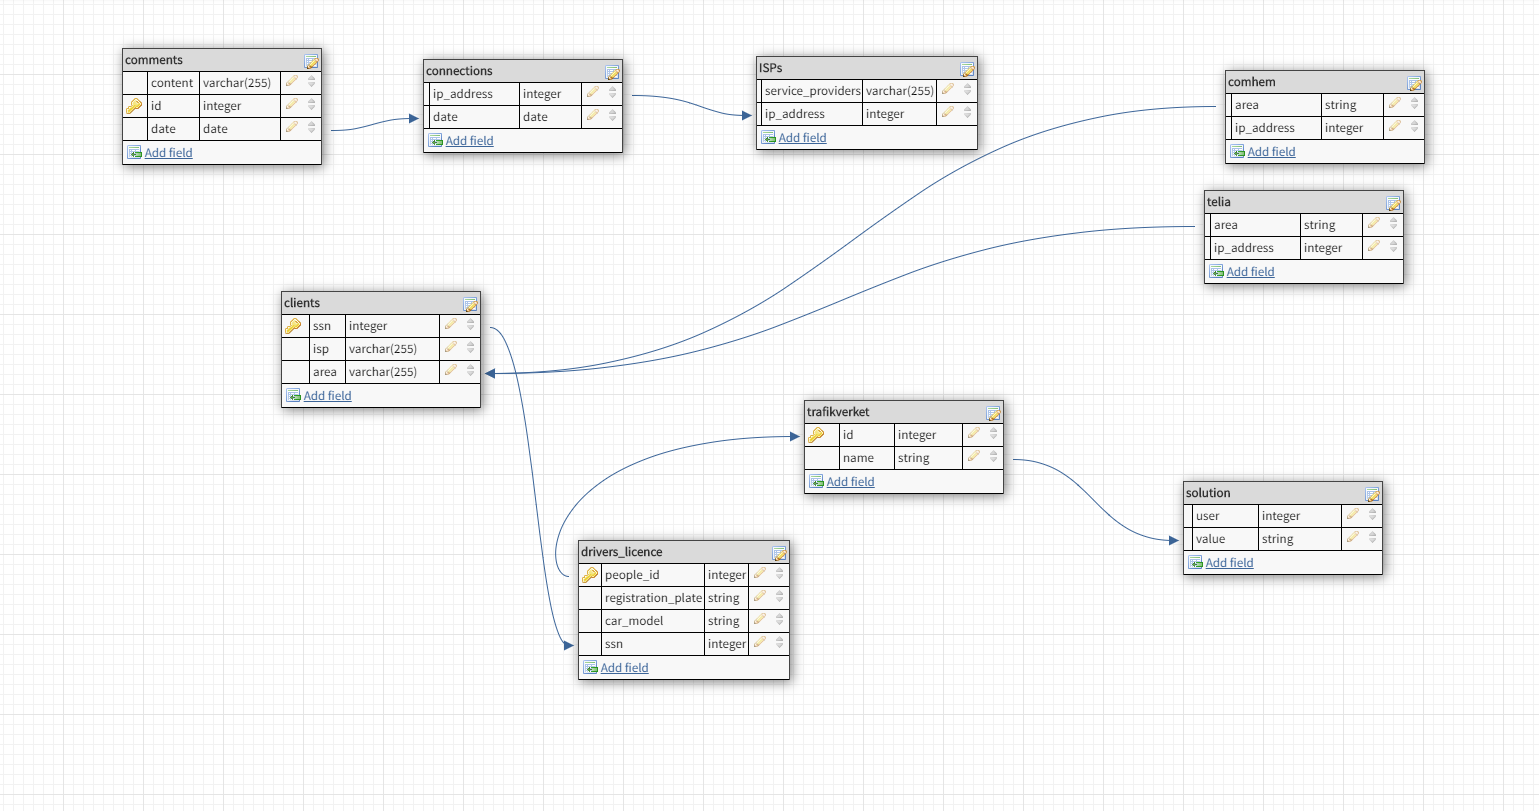 comments
content varchar(255)
id integer
date date
Add field
connections
ip_address integer
date date
Add field
ISPs
service_providers varchar(255)
ip_address integer
Add field
comhem
area string
ip_address integer
Add field
telia
area string
ip_address integer
Add field
clients
ssn integer
isp varchar(255)
area varchar(255)
Add field
trafikverket
id integer
name string
Add field
solution
user integer
value string
Add field
drivers_licence
people_id integer
registration_plate string
car_model string
ssn integer
Add field